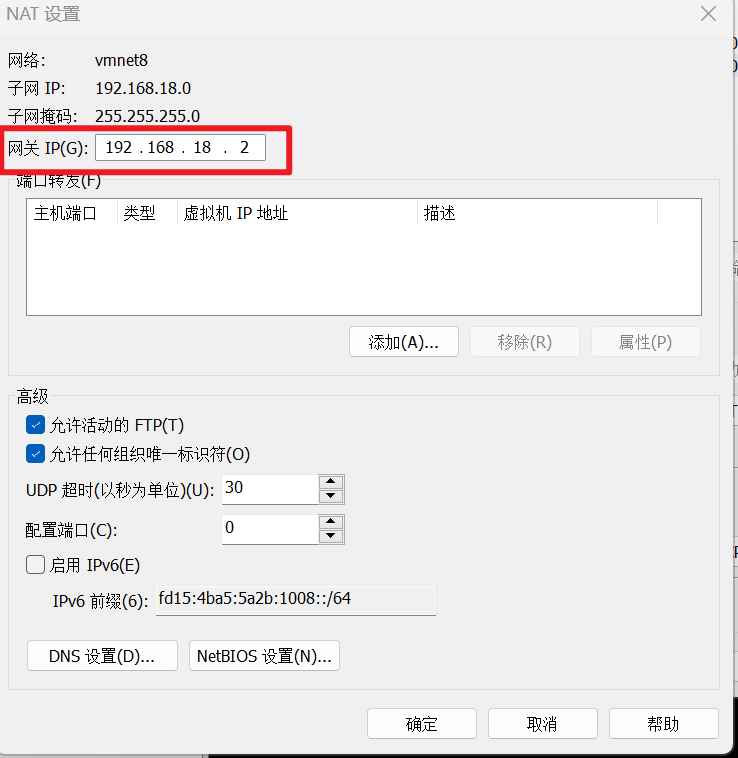 NAT 设置
网络: vmnet8
子网 IP: 192.168.18.0
子网掩码: 255.255.255.0
网关 IP(G): 192 . 168 . 18 . 2
端口转发(F)
主机端口 类型 虚拟机 IP 地址 描述
添加(A)... 移除(R) 属性(P)
高级
允许活动的 FTP(T)
允许任何组织唯一标识符(O)
UDP 超时(以秒为单位)(U): 30
配置端口(C): 0
启用 IPv6(E)
IPv6 前缀(6): fd15:4ba5:5a2b:1008::/64
DNS 设置(D)... NetBIOS 设置(N)...
确定 取消 帮助